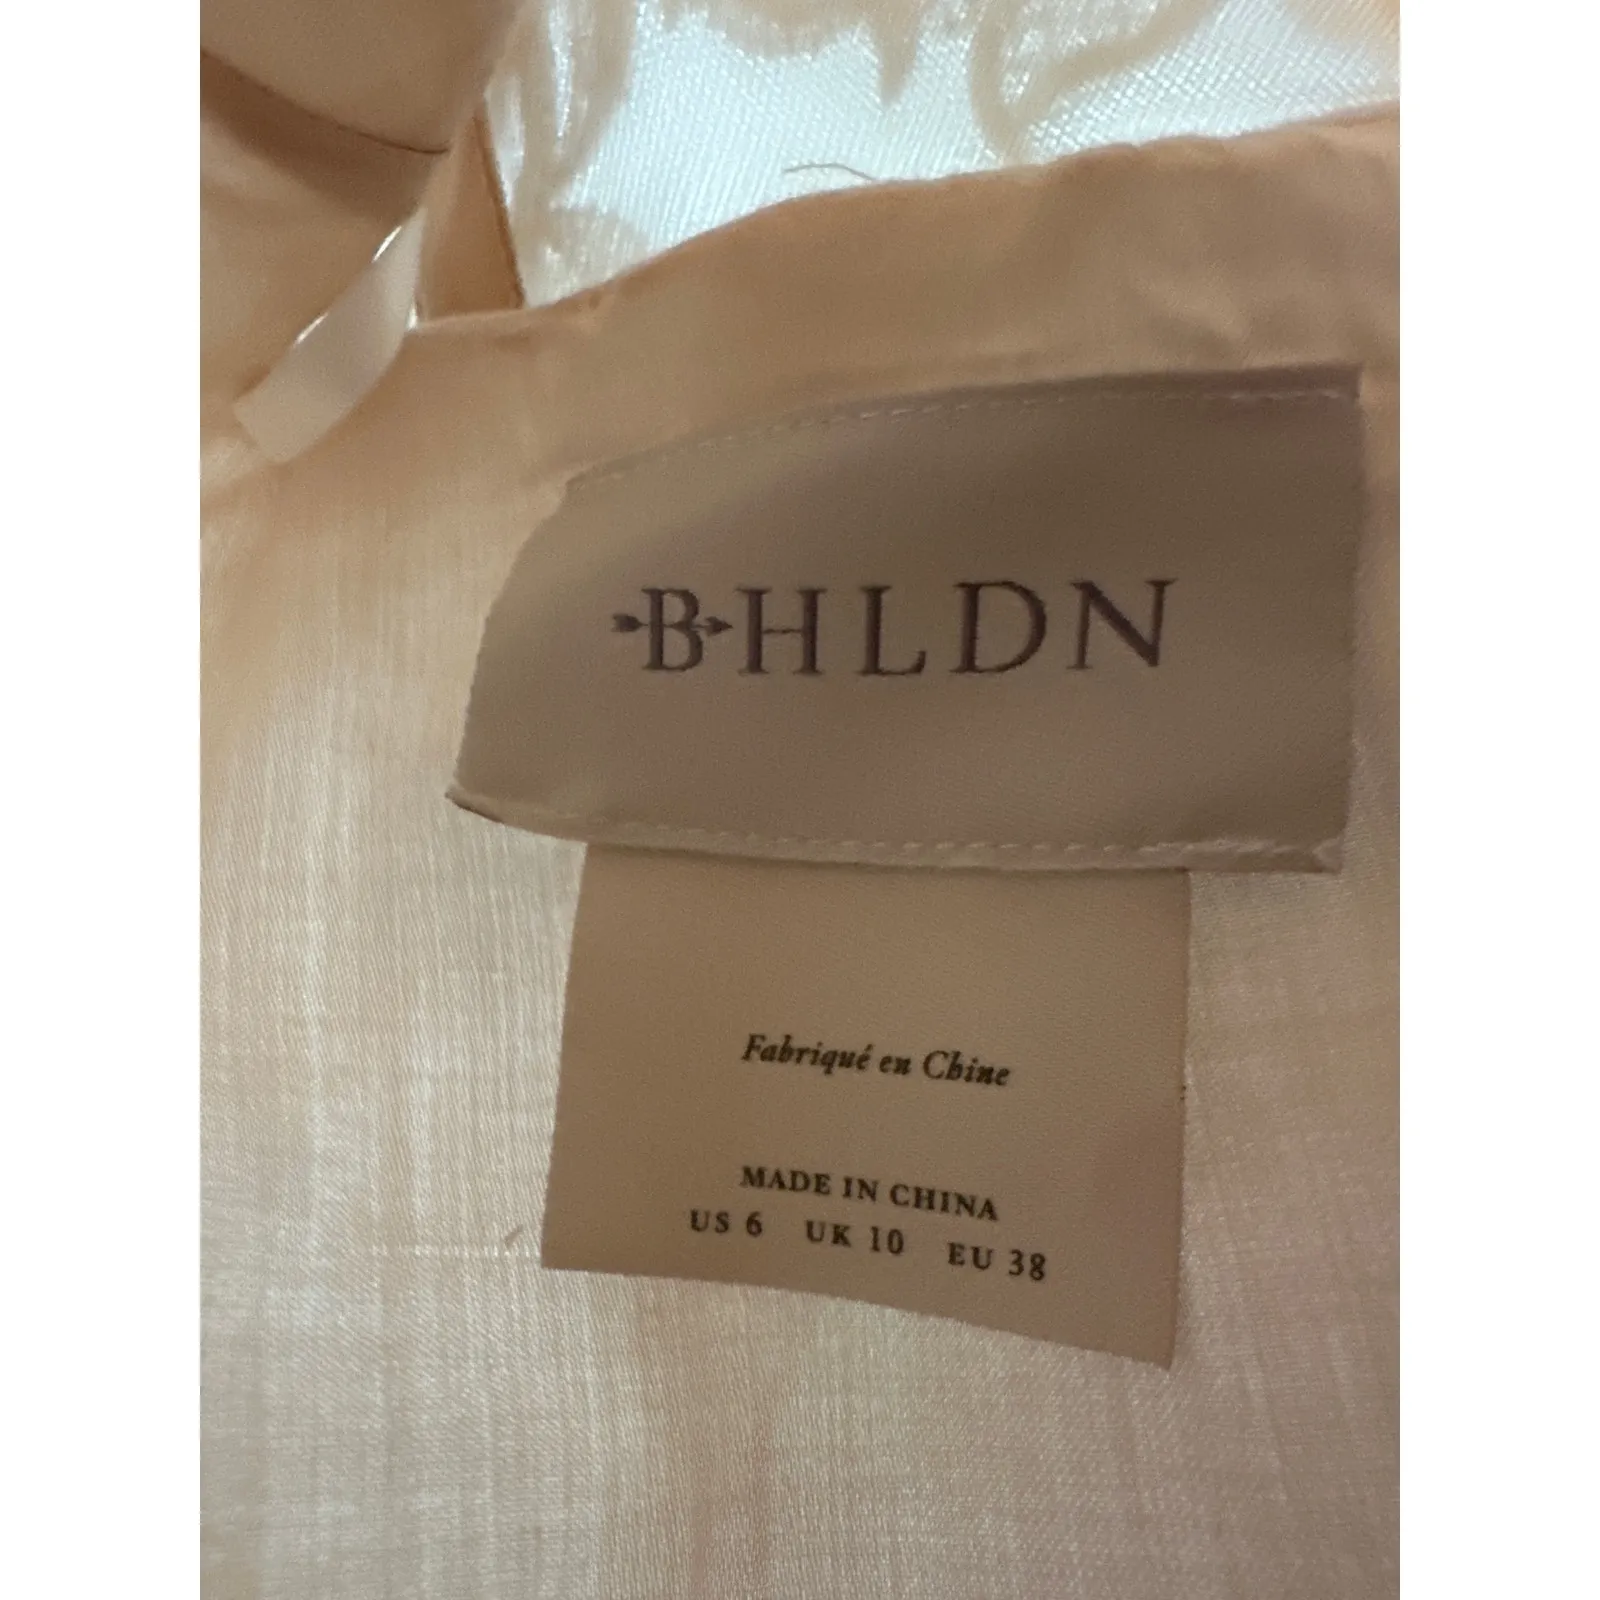 BHLDN
Fabriqué en Chine
MADE IN CHINA
US 6 UK 10 EU 38